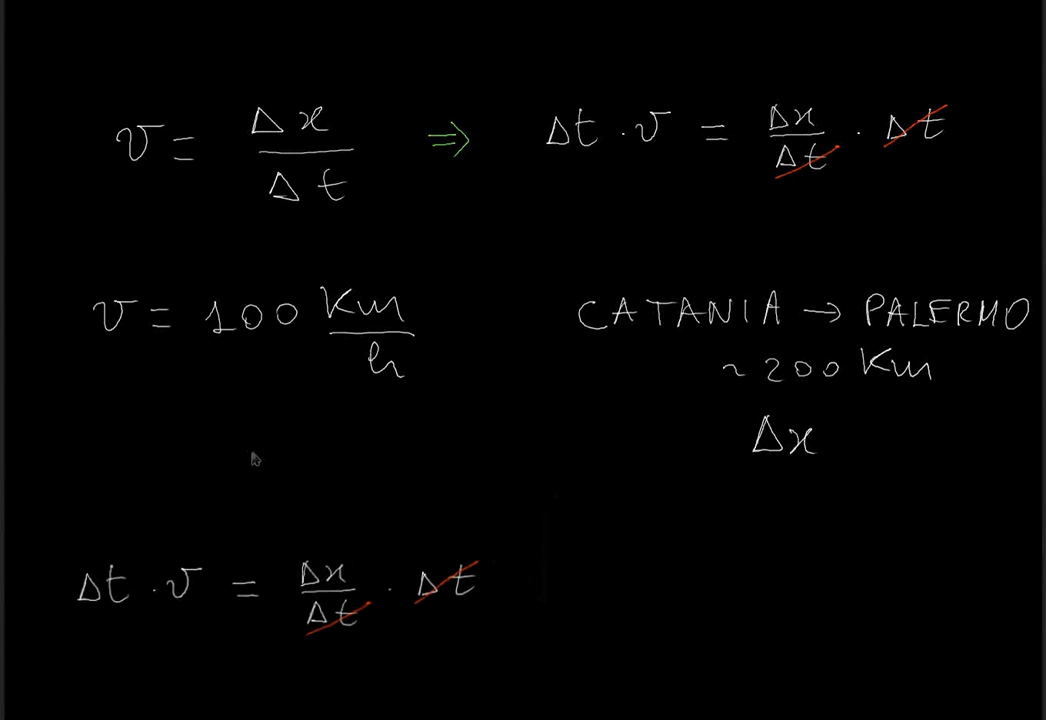 v = Δx / Δt ⇒ Δt · v = Δx / Δt · Δt
v = 100 Km / h CATANIA → PALERMO
~ 200 Km
Δx
Δt · v = Δx / Δt · Δt